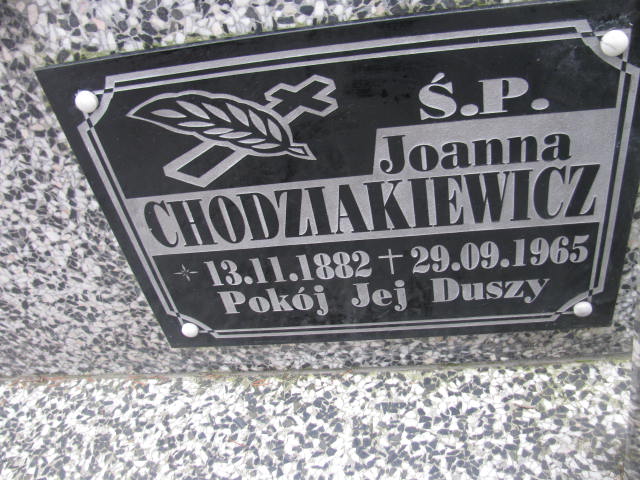 Ś.P.
Joanna
CHODZIAKIEWICZ
13.11.1882 † 29.09.1965
Pokój Jej Duszy